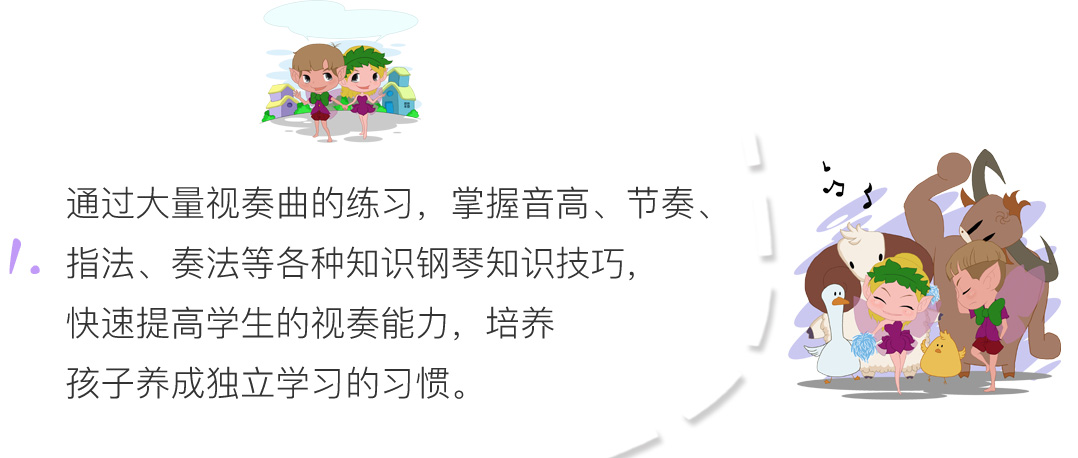 通过大量视奏曲的练习，掌握音高、节奏、
1. 指法、奏法等各种知识钢琴知识技巧，
快速提高学生的视奏能力，培养
孩子养成独立学习的习惯。